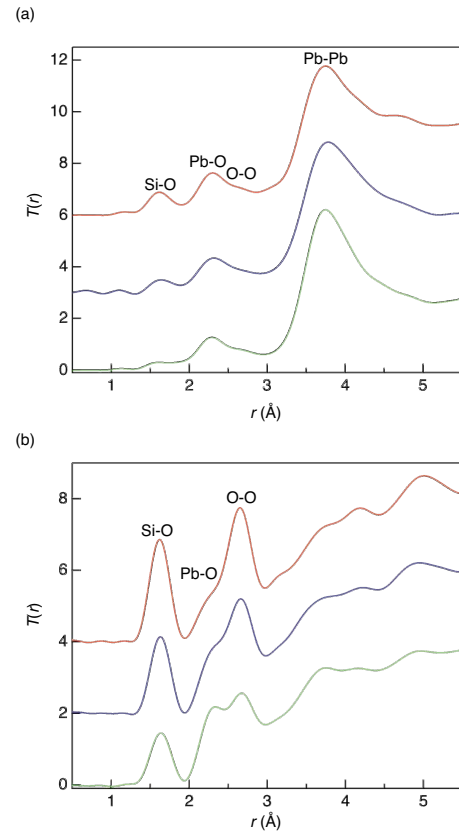 (a)
12
10
8
6
4
2
0
T(r)
Si-O
Pb-O
O-O
Pb-Pb
1 2 3 4 5
r (Å)
(b)
8
6
4
2
0
T(r)
Si-O
Pb-O
O-O
1 2 3 4 5
r (Å)